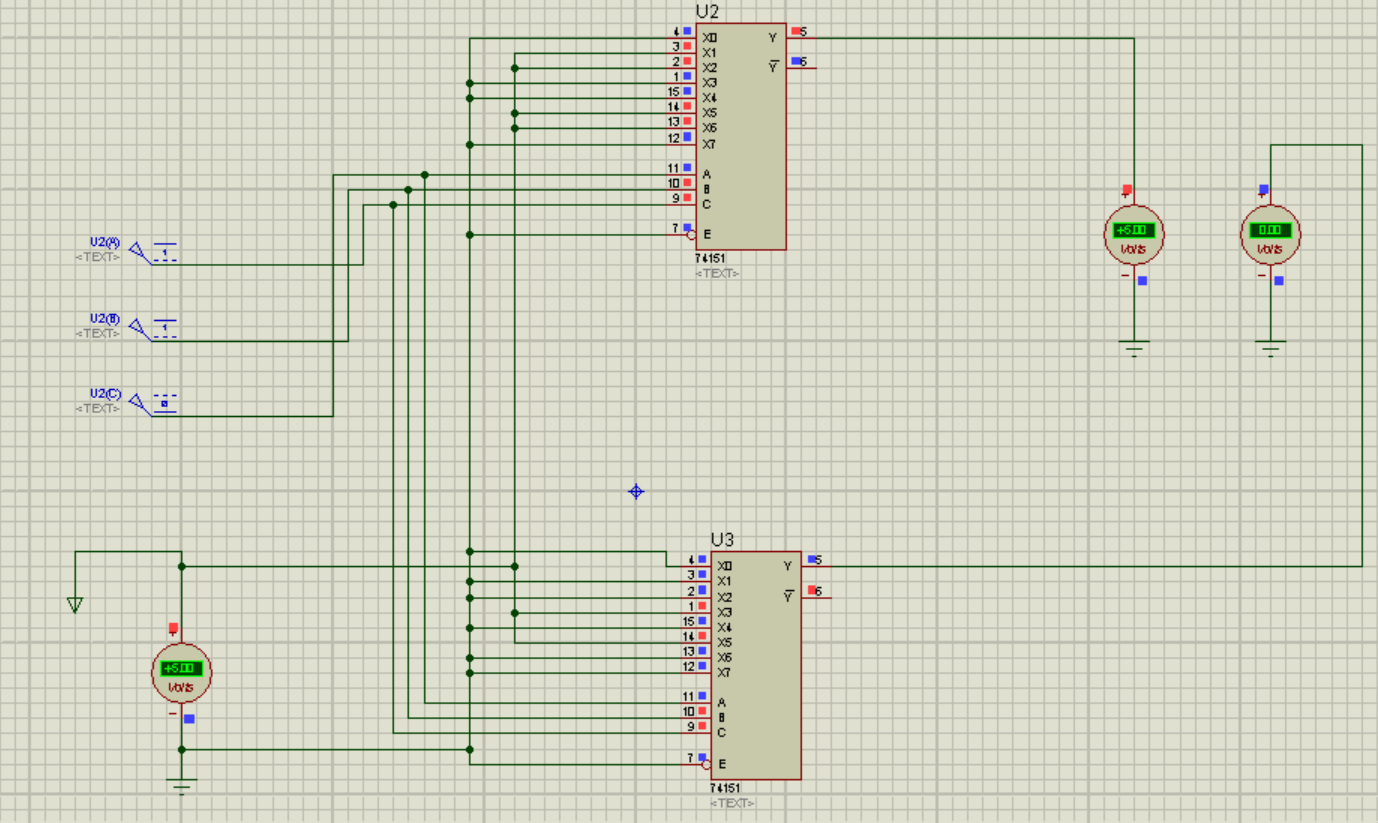 U2
4 X0 Y 5
3 X1
2 X2 Y 6
1 X3
15 X4
14 X5
13 X6
12 X7
11 A
10 B
9 C
7 E
74151
<TEXT>
U2(A)
<TEXT>
1
U2(B)
<TEXT>
1
U2(C)
<TEXT>
0
+
+5.00
Volts
−
+
0.00
Volts
−
U3
4 X0 Y 5
3 X1
2 X2 Y 6
1 X3
15 X4
14 X5
13 X6
12 X7
11 A
10 B
9 C
7 E
74151
<TEXT>
+
+5.00
Volts
−